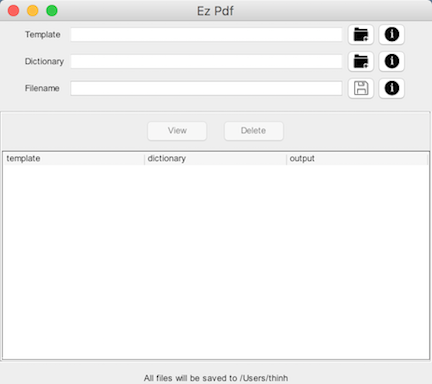 Ez Pdf
Template
Dictionary
Filename
View Delete
template dictionary output
All files will be saved to /Users/thinh